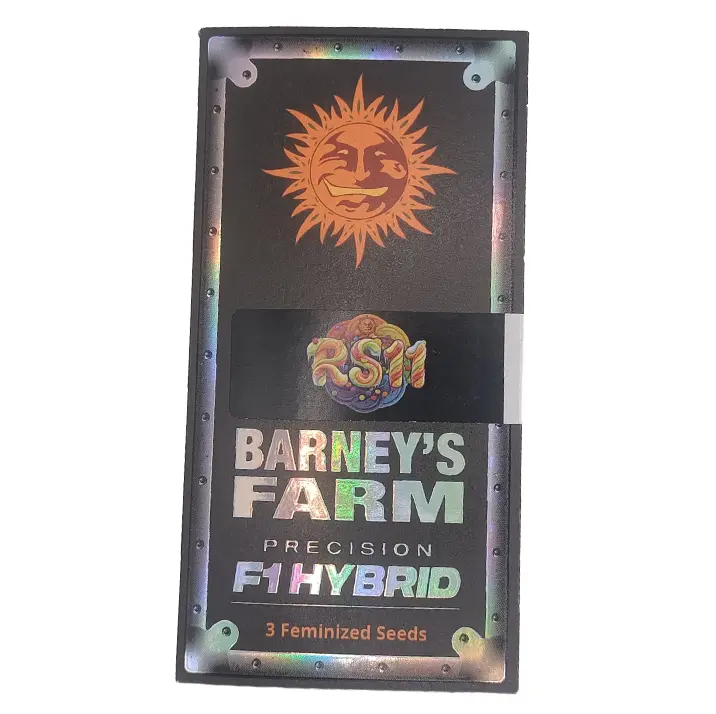 RS11
BARNEY'S
FARM
PRECISION
F1 HYBRID
3 Feminized Seeds